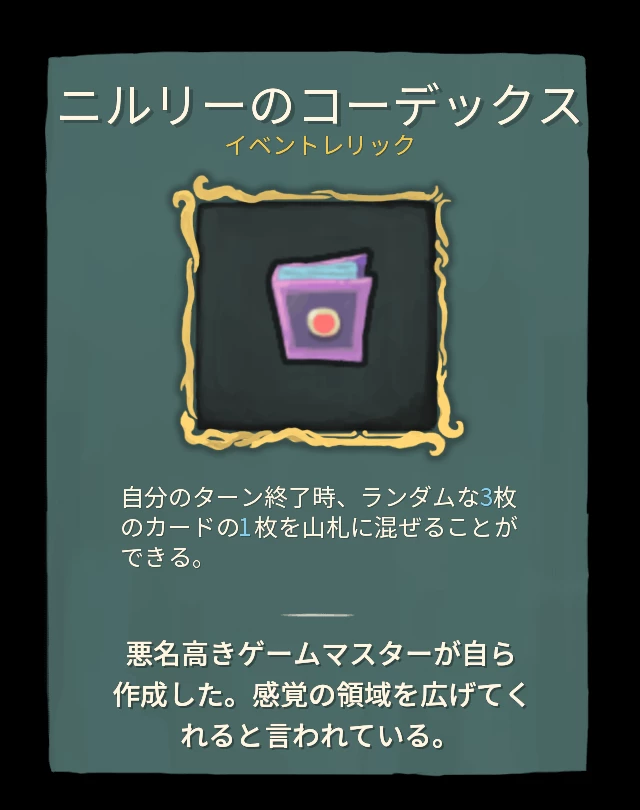 ニルリーのコーデックス
イベントレリック
自分のターン終了時、ランダムな3枚
のカードの1枚を山札に混ぜることが
できる。
悪名高きゲームマスターが自ら
作成した。感覚の領域を広げてく
れると言われている。